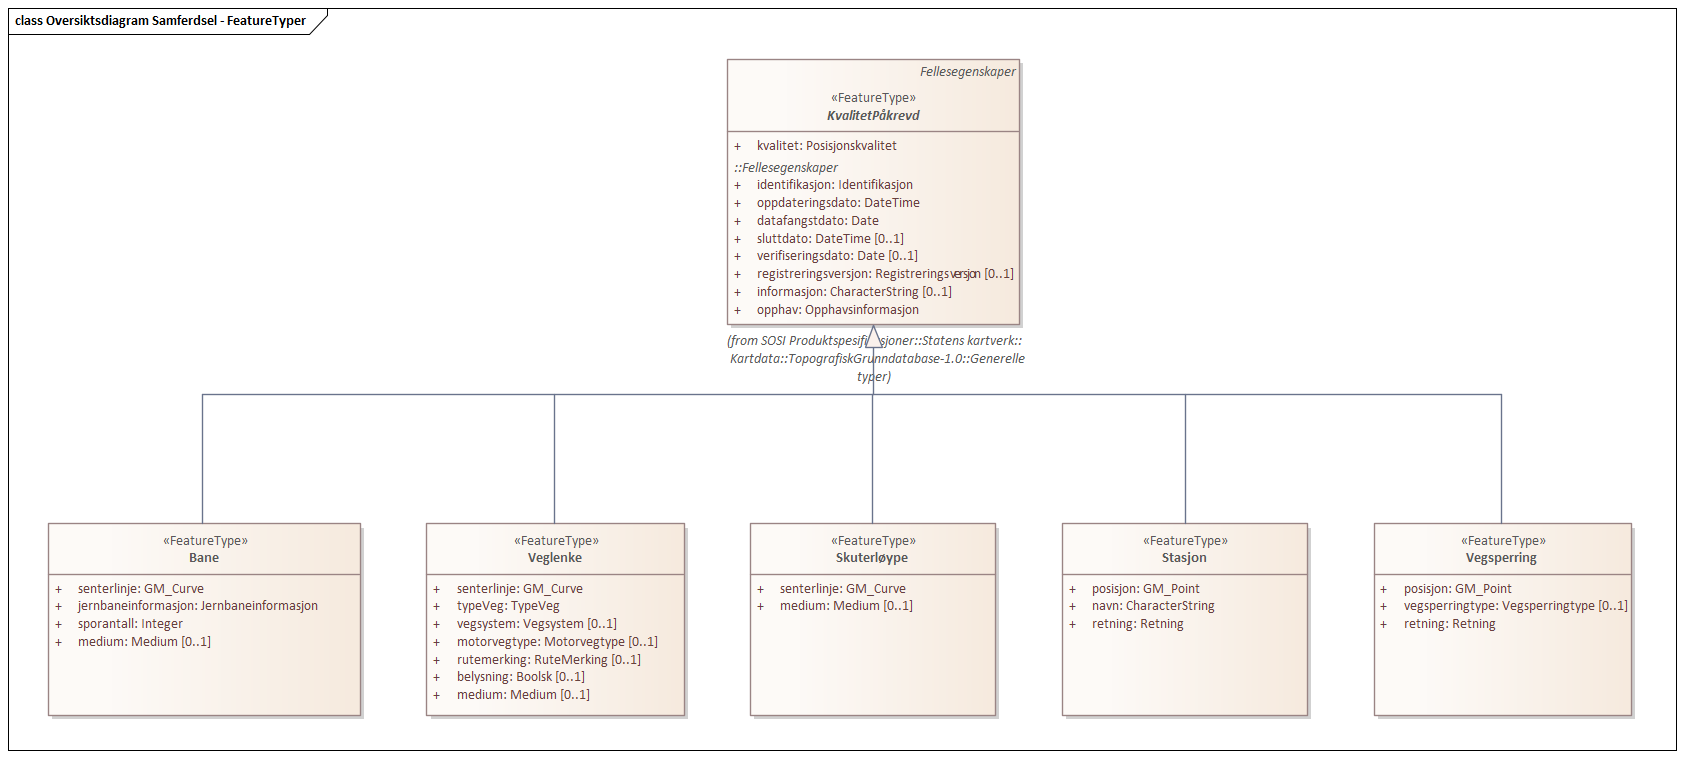 class Oversiktsdiagram Samferdsel - FeatureTyper
Fellesegenskaper
«FeatureType»
KvalitetPåkrevd
+ kvalitet: Posisjonskvalitet
::Fellesegenskaper
+ identifikasjon: Identifikasjon
+ oppdateringsdato: DateTime
+ datafangstdato: Date
+ sluttdato: DateTime [0..1]
+ verifiseringsdato: Date [0..1]
+ registreringsversjon: Registreringsversjon [0..1]
+ informasjon: CharacterString [0..1]
+ opphav: Opphavsinformasjon
(from SOSI Produktspesifikasjoner::Statens kartverk::
Kartdata::TopografiskGrunndatabase-1.0::Generelle
typer)
«FeatureType»
Bane
+ senterlinje: GM_Curve
+ jernbaneinformasjon: Jernbaneinformasjon
+ sporantall: Integer
+ medium: Medium [0..1]
«FeatureType»
Veglenke
+ senterlinje: GM_Curve
+ typeVeg: TypeVeg
+ vegsystem: Vegsystem [0..1]
+ motorvegtype: Motorvegtype [0..1]
+ rutemerking: RuteMerking [0..1]
+ belysning: Boolsk [0..1]
+ medium: Medium [0..1]
«FeatureType»
Skuterløype
+ senterlinje: GM_Curve
+ medium: Medium [0..1]
«FeatureType»
Stasjon
+ posisjon: GM_Point
+ navn: CharacterString
+ retning: Retning
«FeatureType»
Vegsperring
+ posisjon: GM_Point
+ vegsperringtype: Vegsperringtype [0..1]
+ retning: Retning